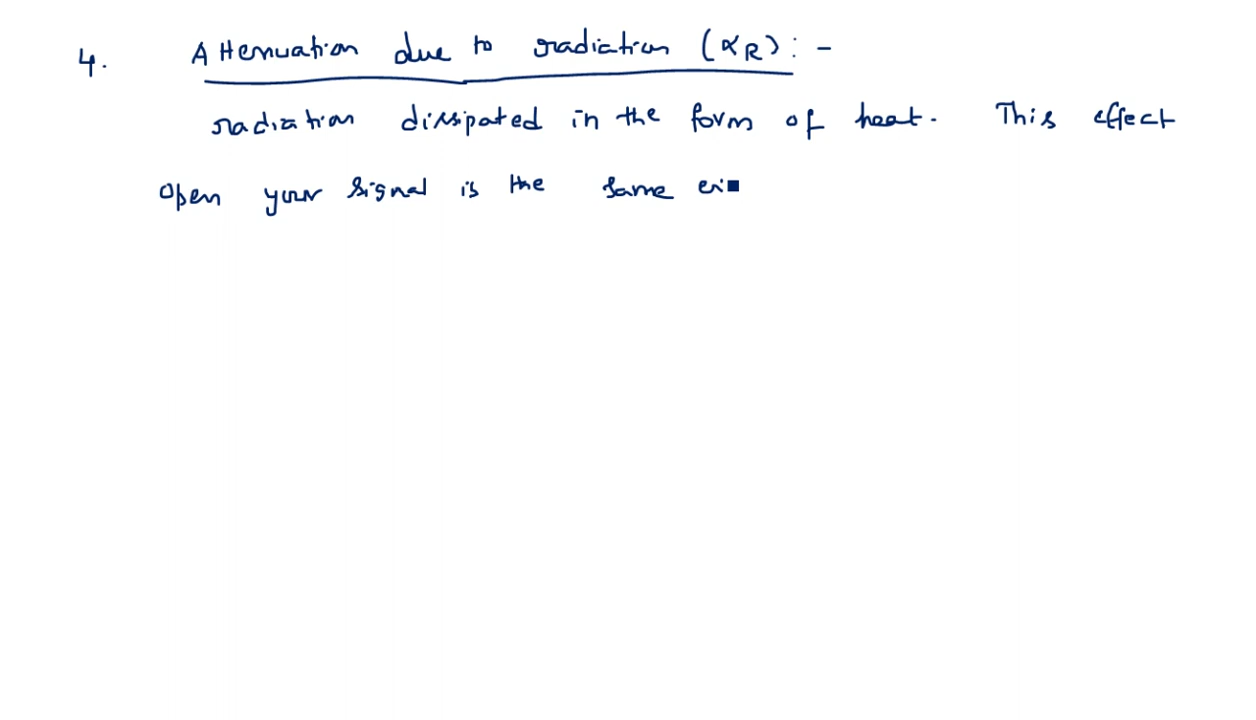 4. Attenuation due to radiation (αR): -
radiation dissipated in the form of heat. This effect
open your signal is the same